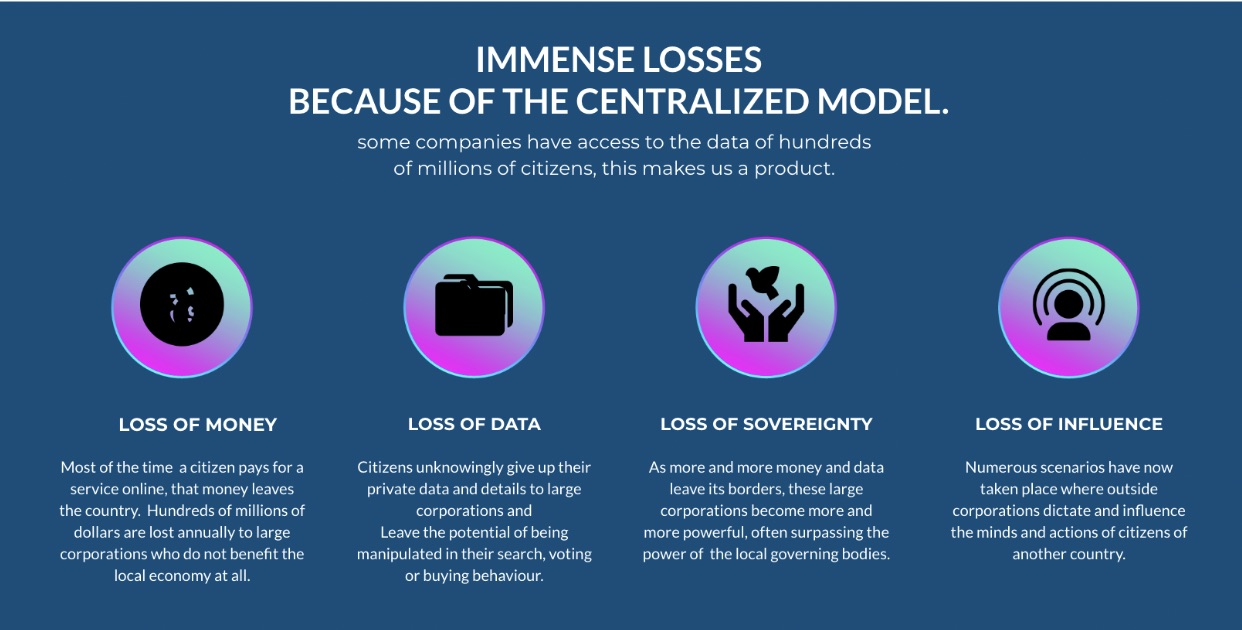 IMMENSE LOSSES
BECAUSE OF THE CENTRALIZED MODEL.
some companies have access to the data of hundreds
of millions of citizens, this makes us a product.
LOSS OF MONEY
Most of the time  a citizen pays for a
service online, that money leaves
the country.  Hundreds of millions of
dollars are lost annually to large
corporations who do not benefit the
local economy at all.
LOSS OF DATA
Citizens unknowingly give up their
private data and details to large
corporations and
Leave the potential of being
manipulated in their search, voting
or buying behaviour.
LOSS OF SOVEREIGNTY
As more and more money and data
leave its borders, these large
corporations become more and
more powerful, often surpassing the
power of  the local governing bodies.
LOSS OF INFLUENCE
Numerous scenarios have now
taken place where outside
corporations dictate and influence
the minds and actions of citizens of
another country.